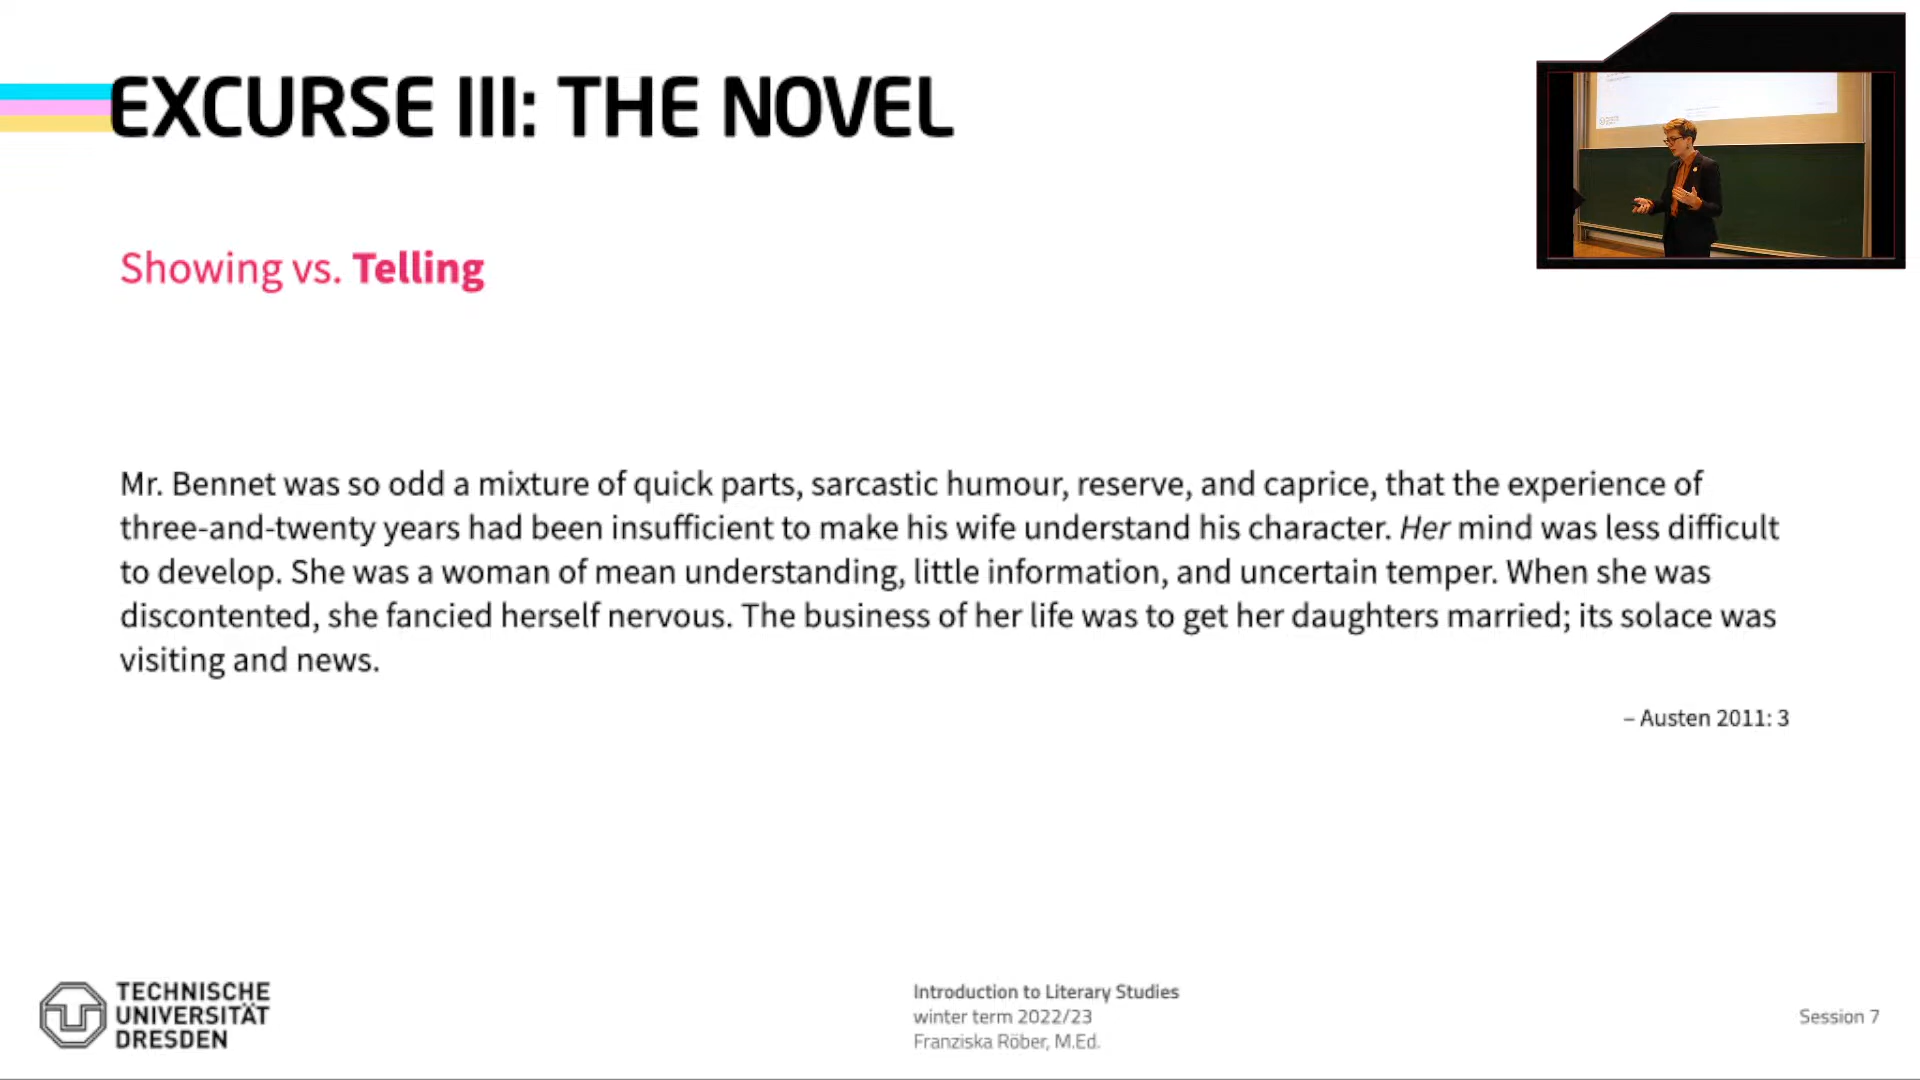 EXCURSE III: THE NOVEL
Showing vs. Telling
Mr. Bennet was so odd a mixture of quick parts, sarcastic humour, reserve, and caprice, that the experience of
three-and-twenty years had been insufficient to make his wife understand his character. Her mind was less difficult
to develop. She was a woman of mean understanding, little information, and uncertain temper. When she was
discontented, she fancied herself nervous. The business of her life was to get her daughters married; its solace was
visiting and news.
– Austen 2011: 3
TECHNISCHE
UNIVERSITÄT
DRESDEN
Introduction to Literary Studies
winter term 2022/23
Franziska Röber, M.Ed.
Session 7